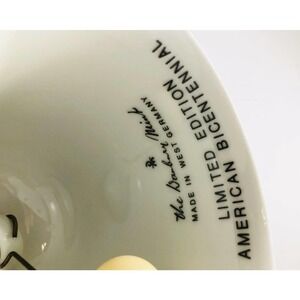 The Danbury Mint
MADE IN WEST GERMANY
LIMITED EDITION
AMERICAN BICENTENNIAL